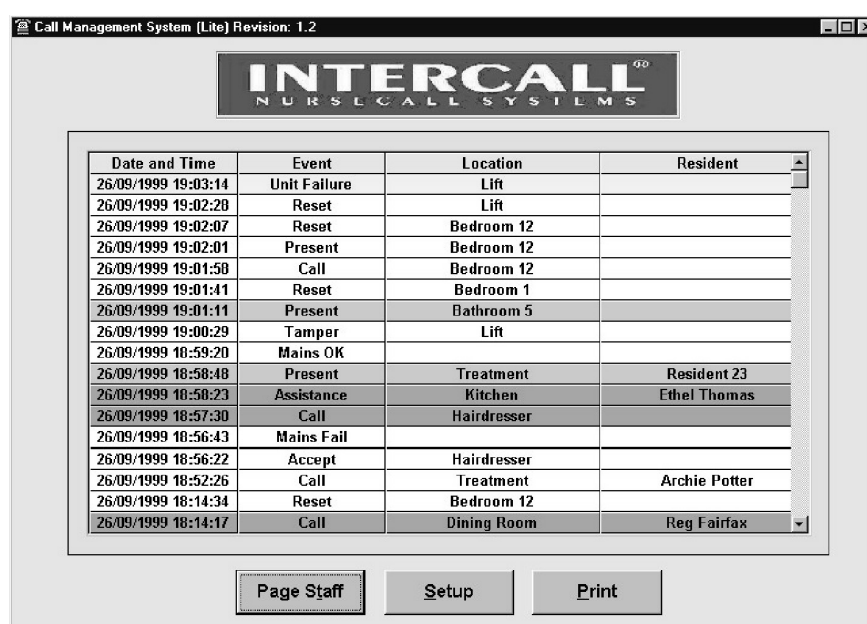 Call Management System (Lite) Revision: 1.2
INTERCALL
NURSECALL SYSTEMS
Date and Time Event Location Resident
26/09/1999 19:03:14 Unit Failure Lift
26/09/1999 19:02:28 Reset Lift
26/09/1999 19:02:07 Reset Bedroom 12
26/09/1999 19:02:01 Present Bedroom 12
26/09/1999 19:01:58 Call Bedroom 12
26/09/1999 19:01:41 Reset Bedroom 1
26/09/1999 19:01:11 Present Bathroom 5
26/09/1999 19:00:29 Tamper Lift
26/09/1999 18:59:20 Mains OK
26/09/1999 18:58:48 Present Treatment Resident 23
26/09/1999 18:58:23 Assistance Kitchen Ethel Thomas
26/09/1999 18:57:30 Call Hairdresser
26/09/1999 18:56:43 Mains Fail
26/09/1999 18:56:22 Accept Hairdresser
26/09/1999 18:52:26 Call Treatment Archie Potter
26/09/1999 18:14:34 Reset Bedroom 12
26/09/1999 18:14:17 Call Dining Room Reg Fairfax
Page Staff Setup Print